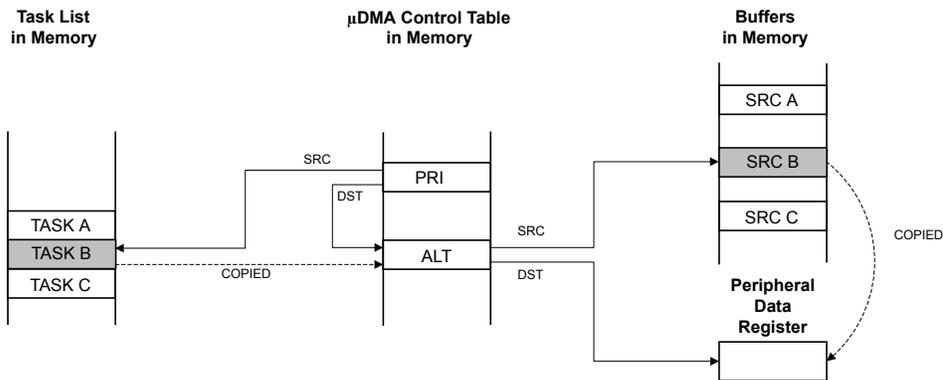 Task List
in Memory
µDMA Control Table
in Memory
Buffers
in Memory
SRC A
SRC
PRI
SRC B
DST
TASK A
SRC C
SRC
COPIED
TASK B
ALT
COPIED
DST
TASK C
Peripheral
Data
Register